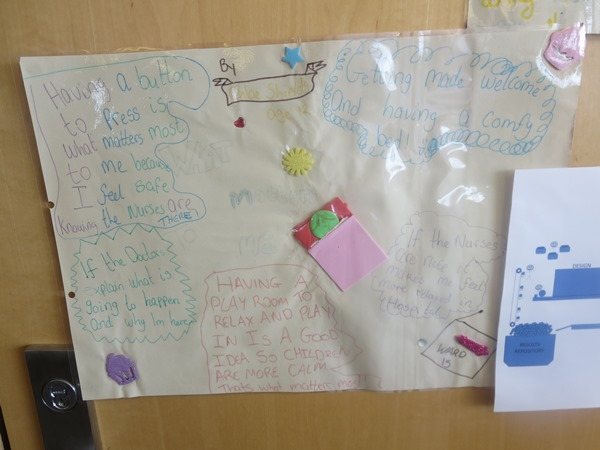 Having a button
to Press is
what matters most
to me because
I feel safe
Knowing the Nurses are
THERE!
By
age 12
Getting made welcome
And having a comfy
bed!
WHAT
MATTERS
If the Doctors
explain what is
going to happen
And why I'm here
HAVING A
PLAY ROOM TO
RELAX AND PLAY
IN IS A GOOD
IDEA SO CHILDREN
ARE MORE CALM
Thats what matters most
If the Nurses
are nice it
makes me feel
more relaxed in
Hospital
WARD
15
DESIGN